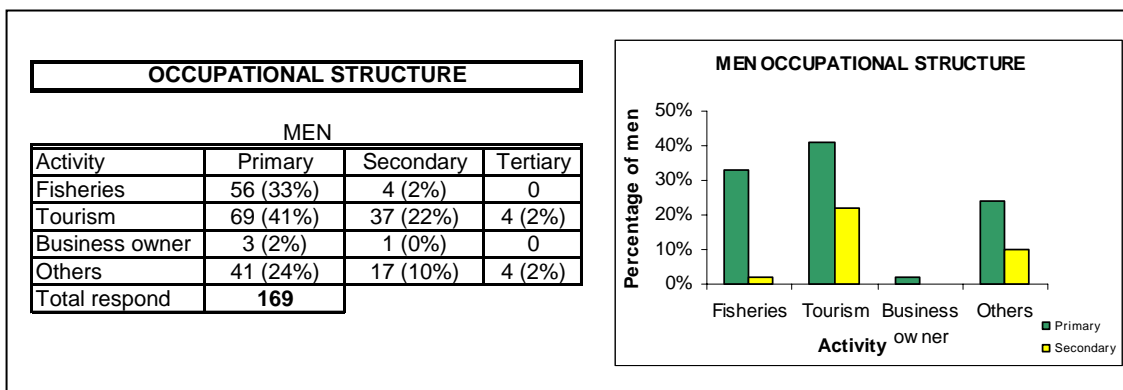 OCCUPATIONAL STRUCTURE
MEN
Activity Primary Secondary Tertiary
Fisheries 56 (33%) 4 (2%) 0
Tourism 69 (41%) 37 (22%) 4 (2%)
Business owner 3 (2%) 1 (0%) 0
Others 41 (24%) 17 (10%) 4 (2%)
Total respond 169
MEN OCCUPATIONAL STRUCTURE
Percentage of men
50%
40%
30%
20%
10%
0%
Fisheries Tourism Business owner Others
Activity
Primary
Secondary